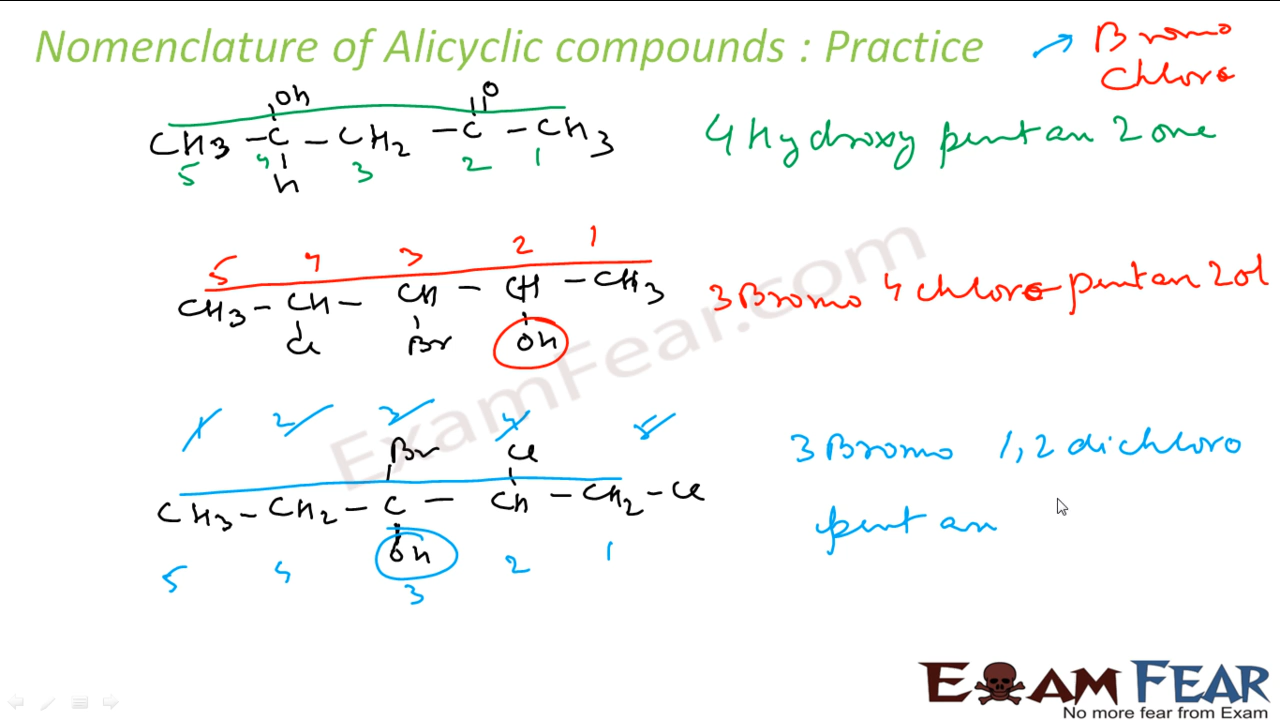 Nomenclature of Alicyclic compounds : Practice
Bromo
Chloro
Oh O
CH3 – C – CH2 – C – CH3
5 4 3 2 1
h
4 Hydroxy pentan 2 one
5 4 3 2 1
CH3 – CH – CH – CH – CH3
Cl Br Oh
3 Bromo 4 chloro pentan 2 ol
1 2 3 4 5
Br Cl
CH3 – CH2 – C – Ch – CH2 – Cl
Oh
5 4 3 2 1
3 Bromo 1,2 dichloro
pent an
ExamFear.com
EXAM FEAR
No more fear from Exam